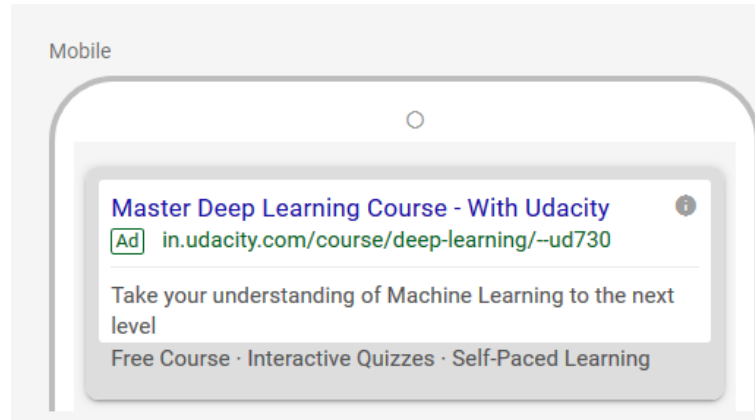 Mobile
Master Deep Learning Course - With Udacity
Ad in.udacity.com/course/deep-learning/--ud730
Take your understanding of Machine Learning to the next
level
Free Course · Interactive Quizzes · Self-Paced Learning